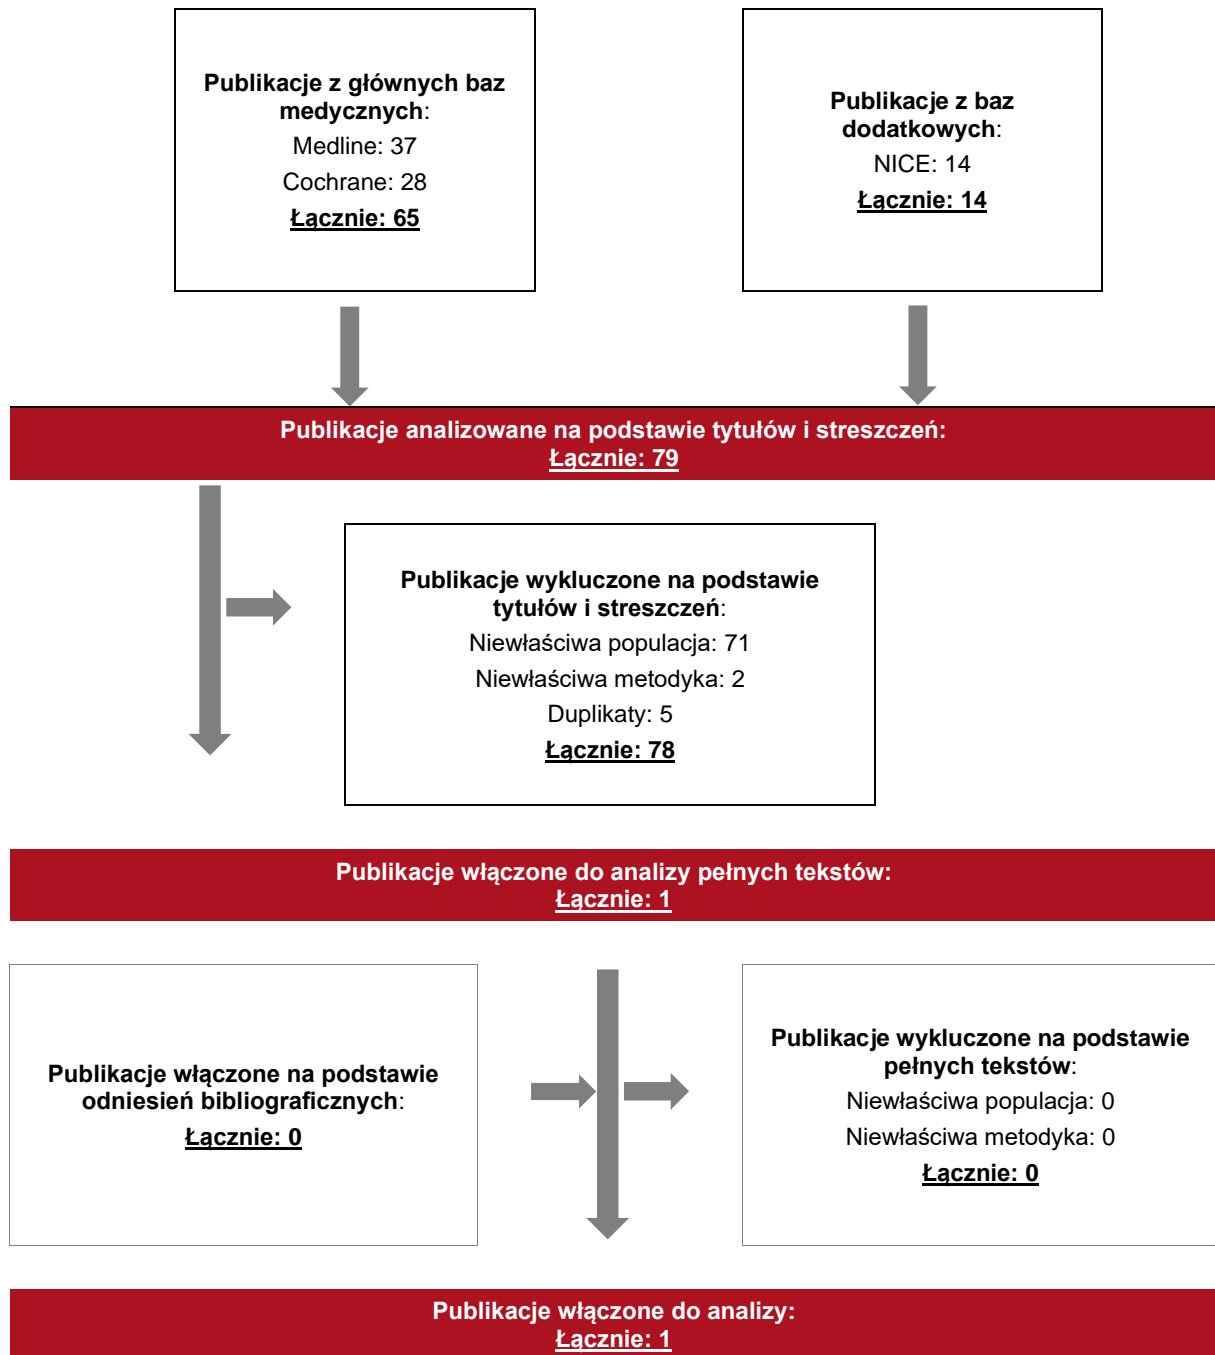 Publikacje z głównych baz
medycznych:
Medline: 37
Cochrane: 28
Łącznie: 65
Publikacje z baz
dodatkowych:
NICE: 14
Łącznie: 14
Publikacje analizowane na podstawie tytułów i streszczeń:
Łącznie: 79
Publikacje wykluczone na podstawie
tytułów i streszczeń:
Niewłaściwa populacja: 71
Niewłaściwa metodyka: 2
Duplikaty: 5
Łącznie: 78
Publikacje włączone do analizy pełnych tekstów:
Łącznie: 1
Publikacje włączone na podstawie
odniesień bibliograficznych:
Łącznie: 0
Publikacje wykluczone na podstawie
pełnych tekstów:
Niewłaściwa populacja: 0
Niewłaściwa metodyka: 0
Łącznie: 0
Publikacje włączone do analizy:
Łącznie: 1